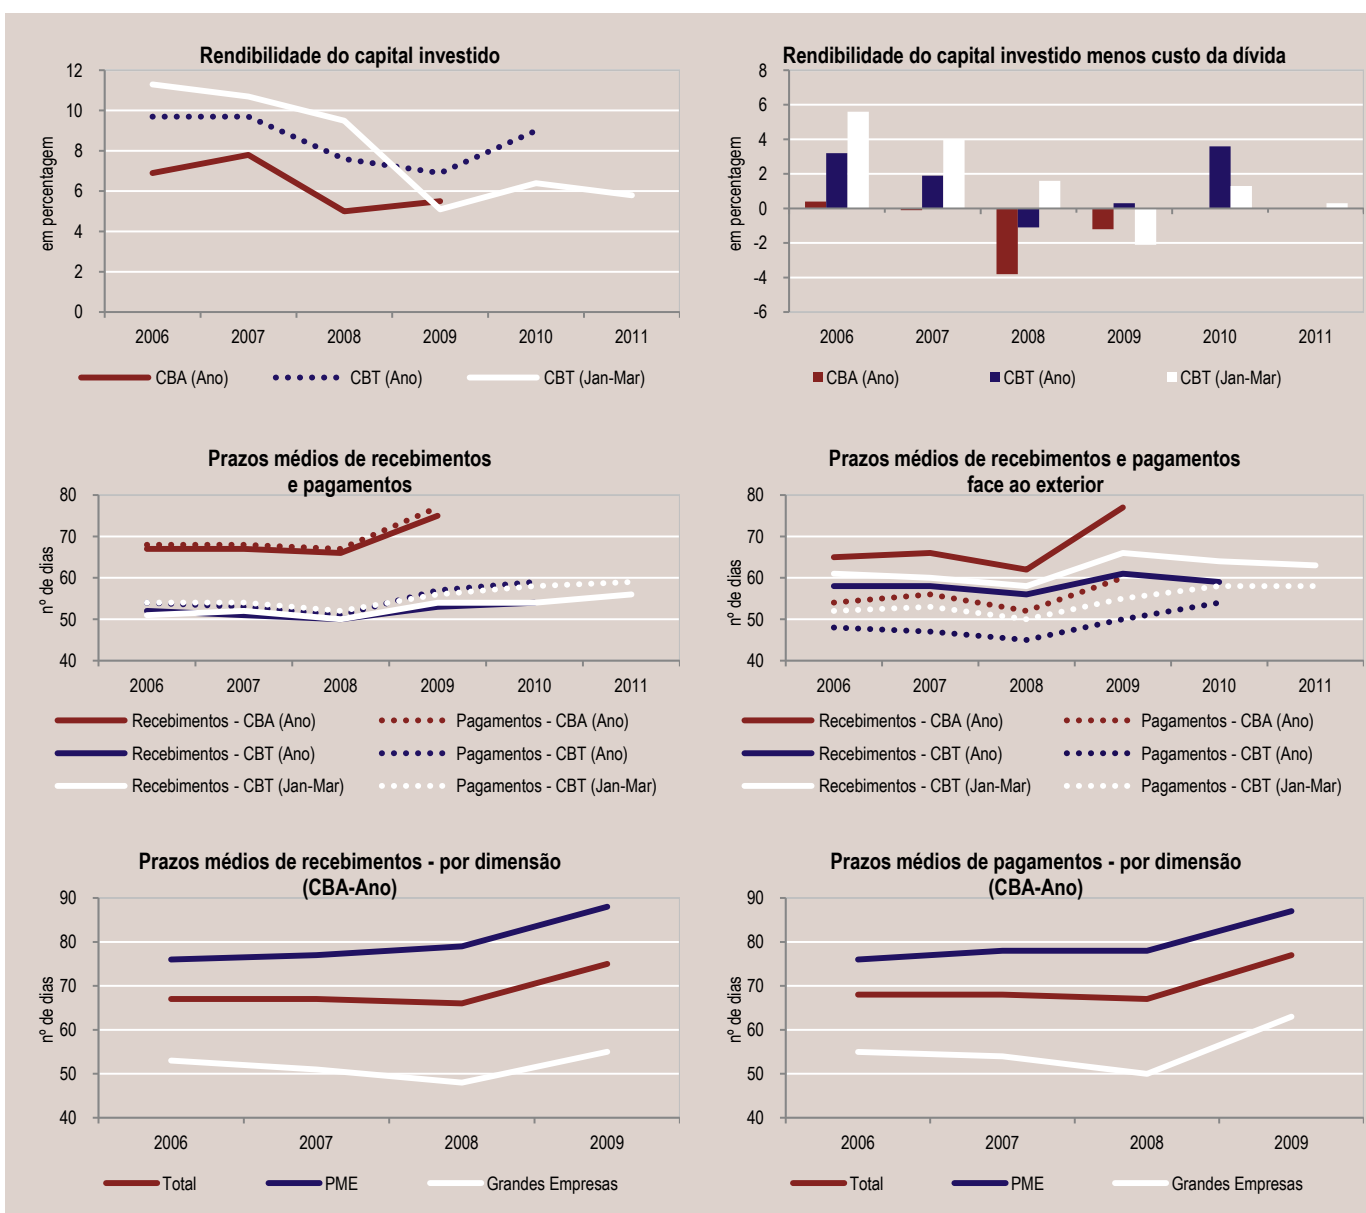 Rendibilidade do capital investido
12
10
8
6
4
2
0
em percentagem
2006 2007 2008 2009 2010 2011
CBA (Ano) CBT (Ano) CBT (Jan-Mar)
Rendibilidade do capital investido menos custo da dívida
8
6
4
2
0
-2
-4
-6
em percentagem
2006 2007 2008 2009 2010 2011
CBA (Ano) CBT (Ano) CBT (Jan-Mar)
Prazos médios de recebimentos
e pagamentos
80
70
60
50
40
nº de dias
2006 2007 2008 2009 2010 2011
Recebimentos - CBA (Ano) Pagamentos - CBA (Ano)
Recebimentos - CBT (Ano) Pagamentos - CBT (Ano)
Recebimentos - CBT (Jan-Mar) Pagamentos - CBT (Jan-Mar)
Prazos médios de recebimentos e pagamentos
face ao exterior
80
70
60
50
40
nº de dias
2006 2007 2008 2009 2010 2011
Recebimentos - CBA (Ano) Pagamentos - CBA (Ano)
Recebimentos - CBT (Ano) Pagamentos - CBT (Ano)
Recebimentos - CBT (Jan-Mar) Pagamentos - CBT (Jan-Mar)
Prazos médios de recebimentos - por dimensão
(CBA-Ano)
90
80
70
60
50
40
nº de dias
2006 2007 2008 2009
Total PME Grandes Empresas
Prazos médios de pagamentos - por dimensão
(CBA-Ano)
90
80
70
60
50
40
nº de dias
2006 2007 2008 2009
Total PME Grandes Empresas